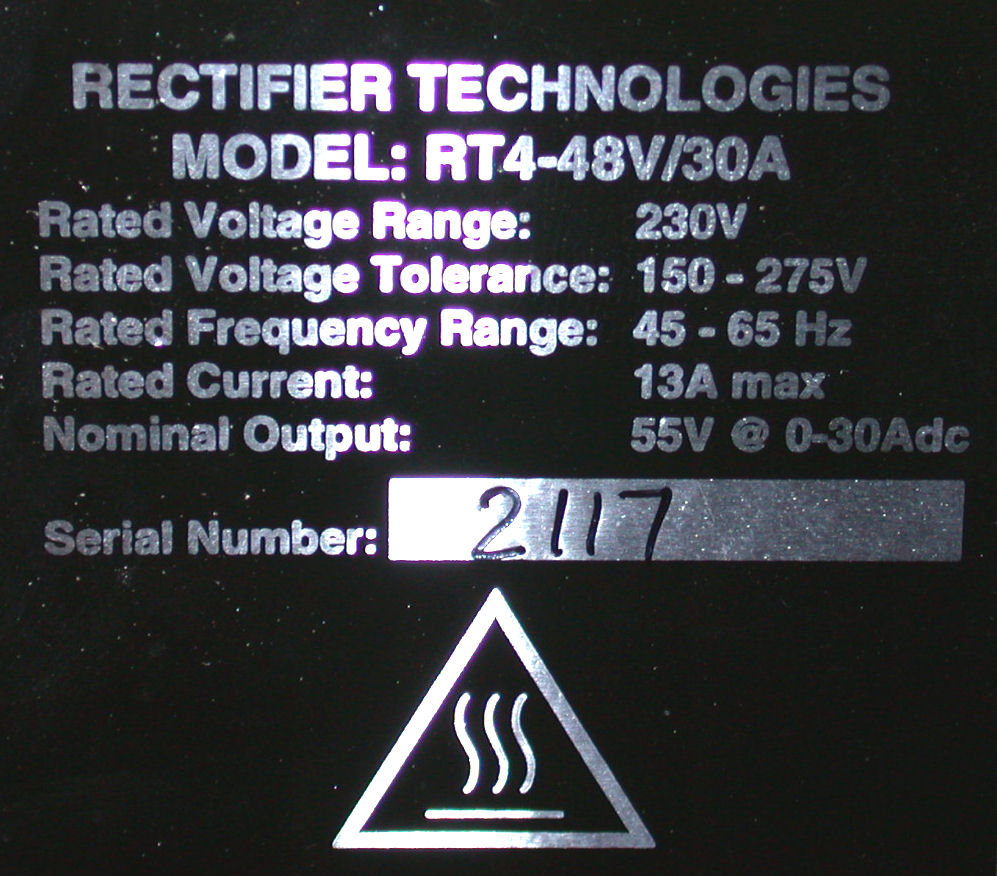 RECTIFIER TECHNOLOGIES
MODEL: RT4-48V/30A
Rated Voltage Range: 230V
Rated Voltage Tolerance: 150 - 275V
Rated Frequency Range: 45 - 65 Hz
Rated Current: 13A max
Nominal Output: 55V @ 0-30Adc
Serial Number: 2117